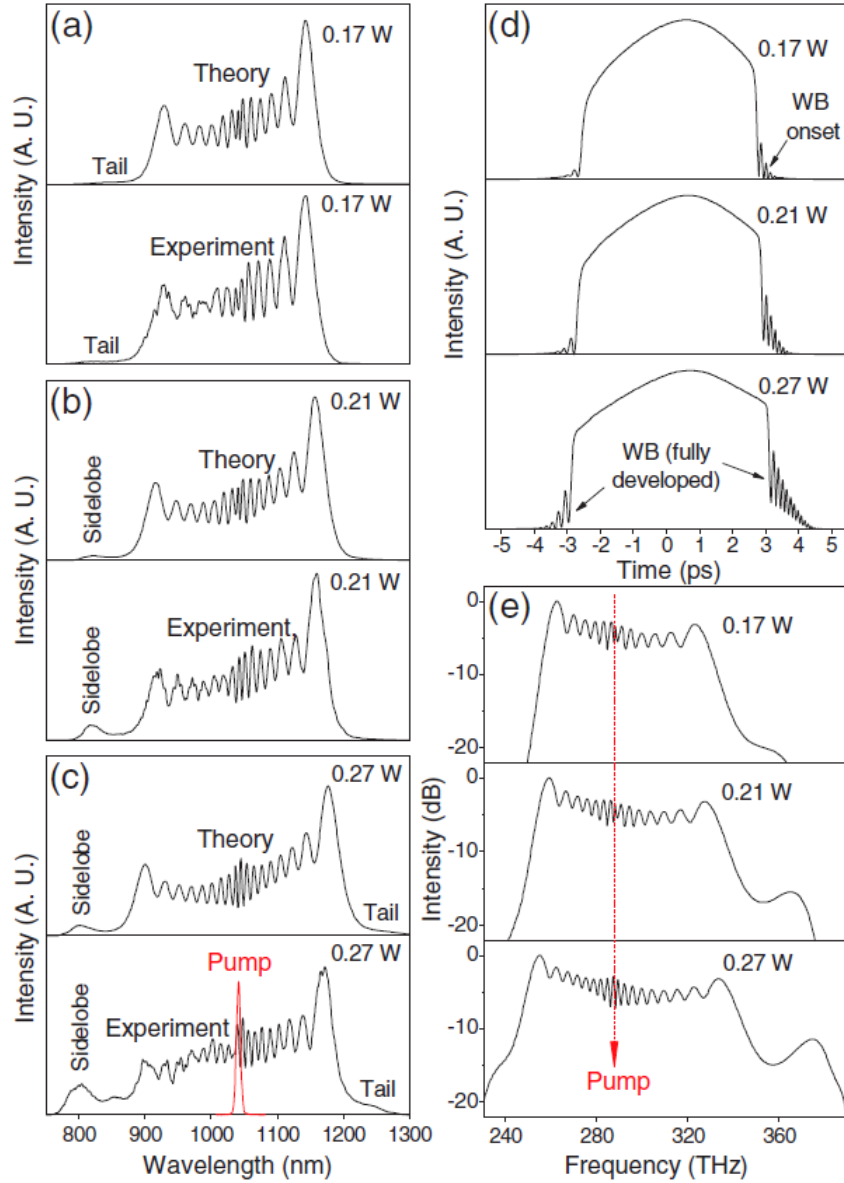 (a)
0.17 W
Theory
Tail
Intensity (A. U.)
0.17 W
Experiment
Tail
(b)
0.21 W
Theory
Sidelobe
Intensity (A. U.)
0.21 W
Experiment
Sidelobe
(c)
0.27 W
Theory
Sidelobe
Tail
Intensity (A. U.)
0.27 W
Pump
Experiment
Sidelobe
Tail
800 900 1000 1100 1200 1300
Wavelength (nm)
(d)
0.17 W
WB
onset
0.21 W
Intensity (A. U.)
0.27 W
WB (fully
developed)
-5 -4 -3 -2 -1 0 1 2 3 4 5
Time (ps)
(e)
0
0.17 W
-10
-20
0
0.21 W
-10
-20
Intensity (dB)
0
0.27 W
-10
Pump
-20
240 280 320 360
Frequency (THz)